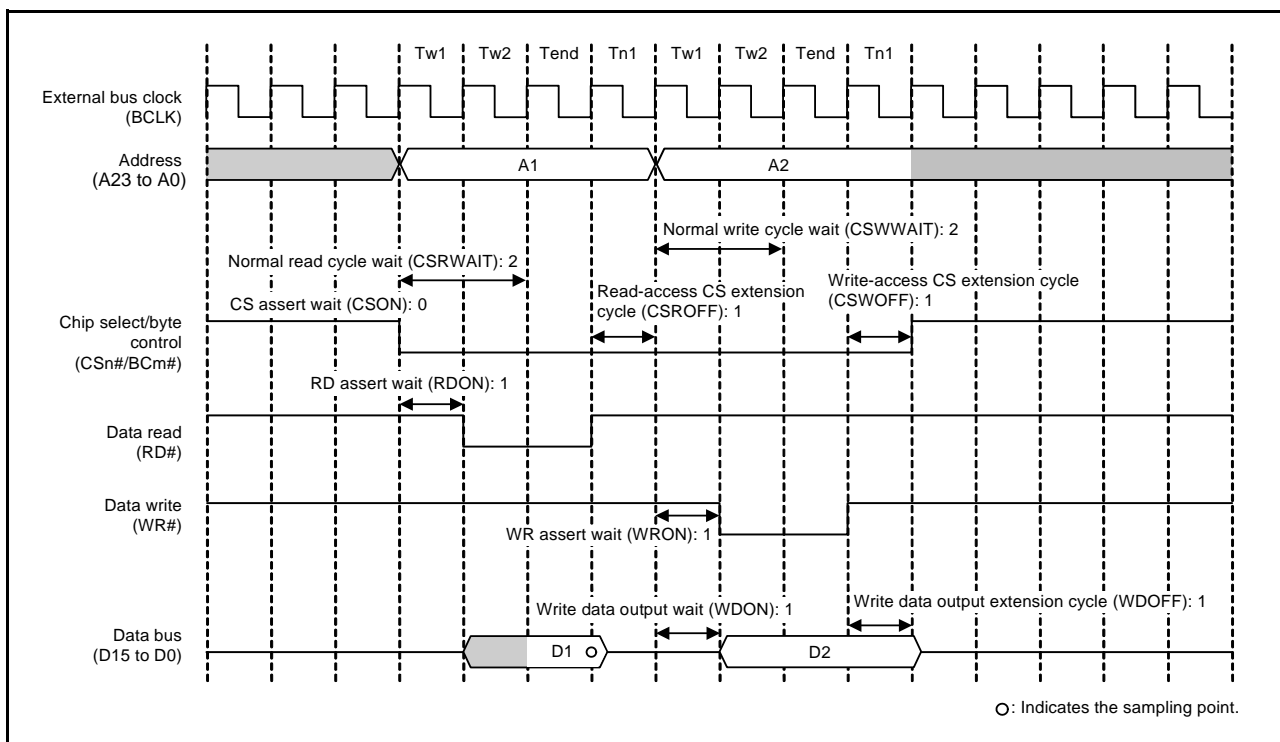 Tw1 Tw2 Tend Tn1 Tw1 Tw2 Tend Tn1
External bus clock
(BCLK)
Address
(A23 to A0)
A1
A2
Normal write cycle wait (CSWWAIT): 2
Normal read cycle wait (CSRWAIT): 2
CS assert wait (CSON): 0
Read-access CS extension
cycle (CSROFF): 1
Write-access CS extension cycle
(CSWOFF): 1
Chip select/byte
control
(CSn#/BCm#)
RD assert wait (RDON): 1
Data read
(RD#)
Data write
(WR#)
WR assert wait (WRON): 1
Write data output wait (WDON): 1
Write data output extension cycle (WDOFF): 1
Data bus
(D15 to D0)
D1
D2
: Indicates the sampling point.